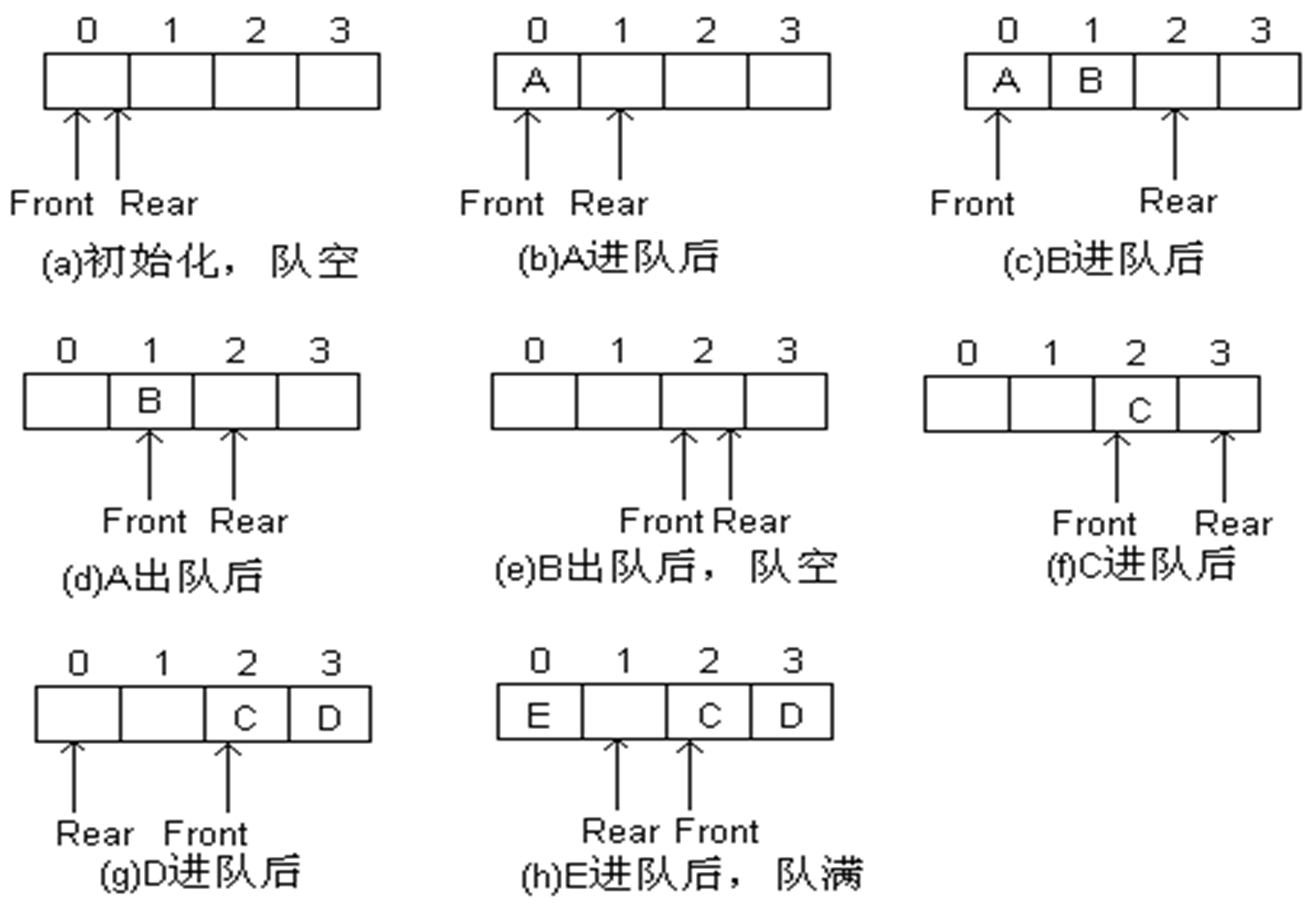 0 1 2 3
Front Rear
(a)初始化，队空
0 1 2 3
A
Front Rear
(b)A进队后
0 1 2 3
A B
Front Rear
(c)B进队后
0 1 2 3
B
Front Rear
(d)A出队后
0 1 2 3
Front Rear
(e)B出队后，队空
0 1 2 3
C
Front Rear
(f)C进队后
0 1 2 3
C D
Rear Front
(g)D进队后
0 1 2 3
E C D
Rear Front
(h)E进队后，队满